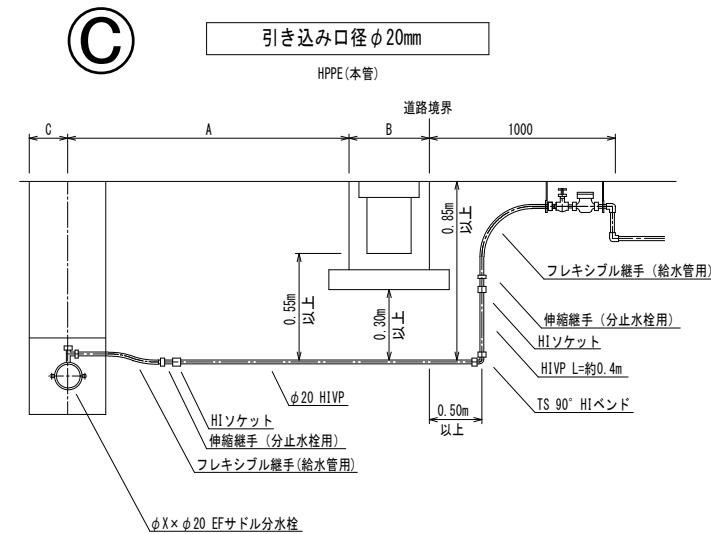 C
引き込み口径φ20mm
HPPE(本管)
道路境界
C
A
B
1000
0.85m
以上
0.55m
以上
0.30m
以上
フレキシブル継手（給水管用）
伸縮継手（分止水栓用）
HIソケット
HIVP L=約0.4m
TS 90°HIベンド
0.50m
以上
φ20 HIVP
HIソケット
伸縮継手（分止水栓用）
フレキシブル継手(給水管用）
φX×φ20 EFサドル分水栓